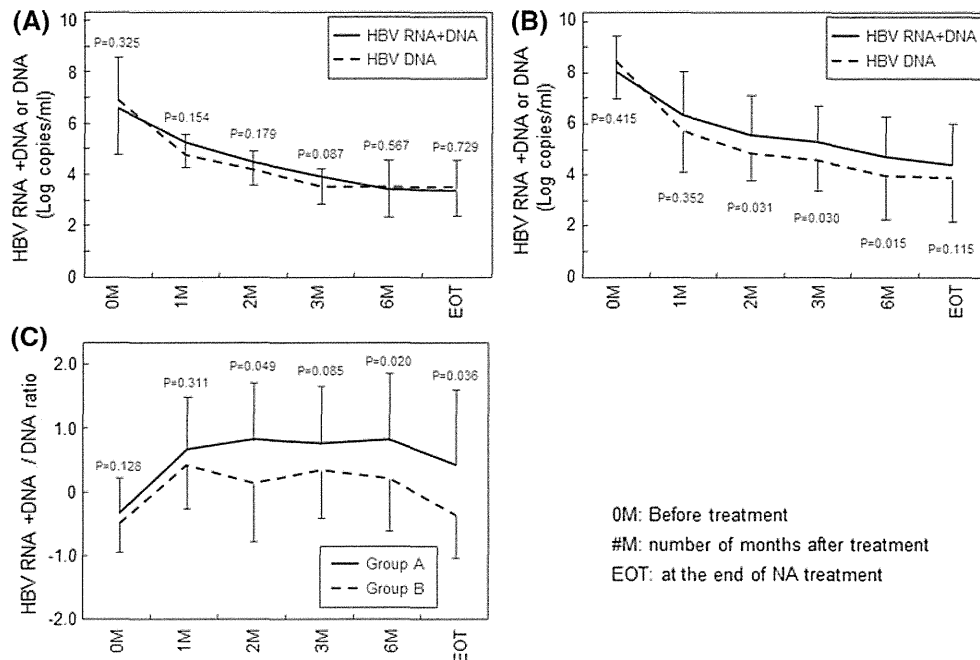 (A)
HBV RNA +DNA or DNA
(Log copies/ml)
10
8
6
4
2
0
P=0.325
P=0.154
P=0.179
P=0.087
P=0.567
P=0.729
HBV RNA+DNA
HBV DNA
0M
1M
2M
3M
6M
EOT
(B)
HBV RNA +DNA or DNA
(Log copies/ml)
10
8
6
4
2
0
P=0.415
P=0.352
P=0.031
P=0.030
P=0.015
P=0.115
HBV RNA+DNA
HBV DNA
0M
1M
2M
3M
6M
EOT
(C)
HBV RNA +DNA / DNA ratio
2.0
1.0
0
-1.0
-2.0
P=0.128
P=0.311
P=0.049
P=0.085
P=0.020
P=0.036
Group A
Group B
0M
1M
2M
3M
6M
EOT
0M: Before treatment
#M: number of months after treatment
EOT: at the end of NA treatment